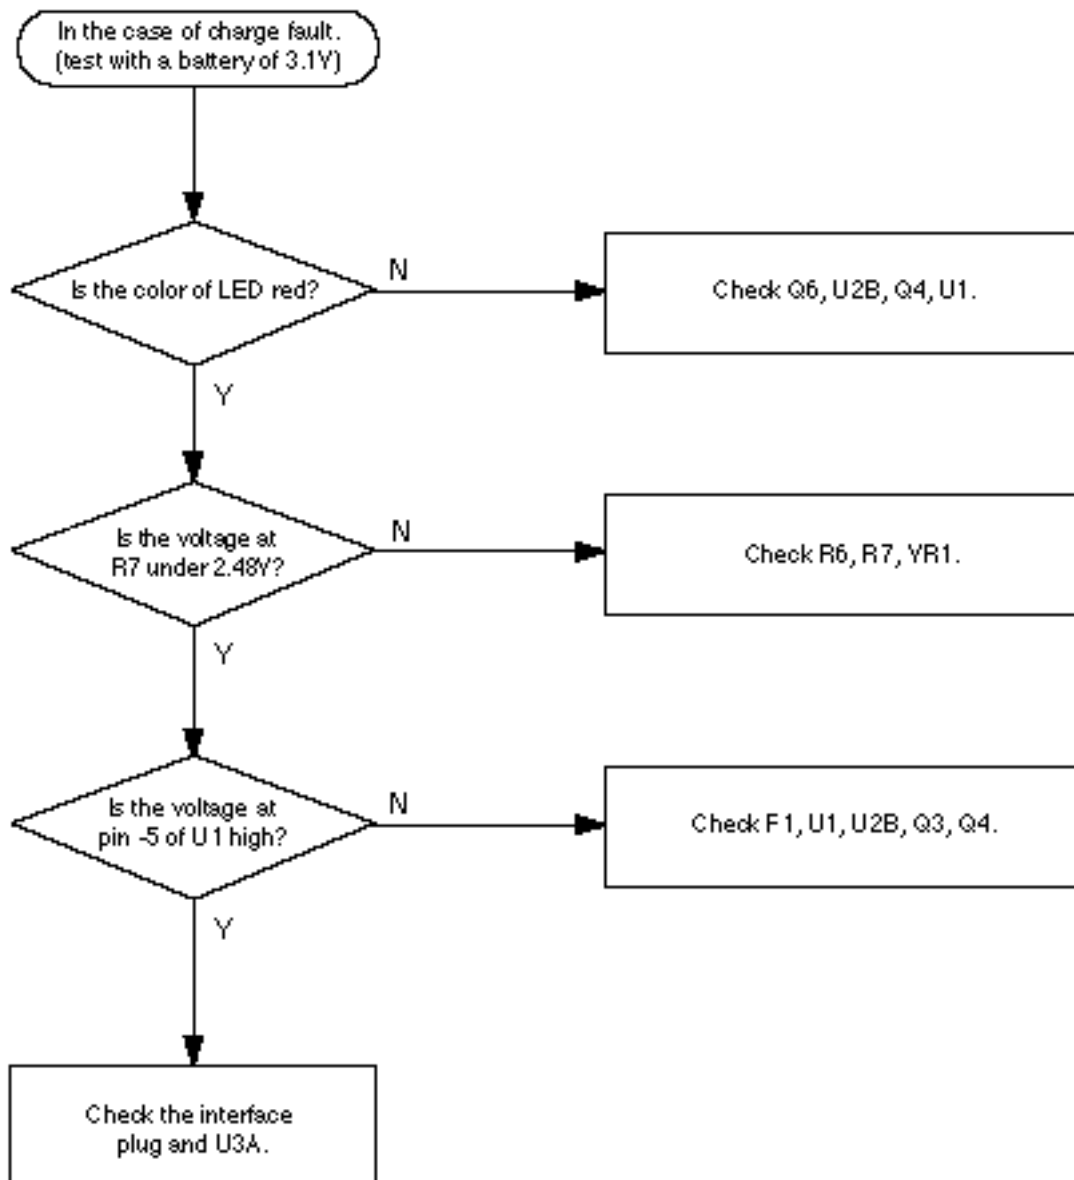 In the case of charge fault.
(test with a battery of 3.1V)
Is the color of LED red?
N
Check Q6, U2B, Q4, U1.
Y
Is the voltage at
R7 under 2.48V?
N
Check R6, R7, VR1.
Y
Is the voltage at
pin -5 of U1 high?
N
Check F1, U1, U2B, Q3, Q4.
Y
Check the interface
plug and U3A.